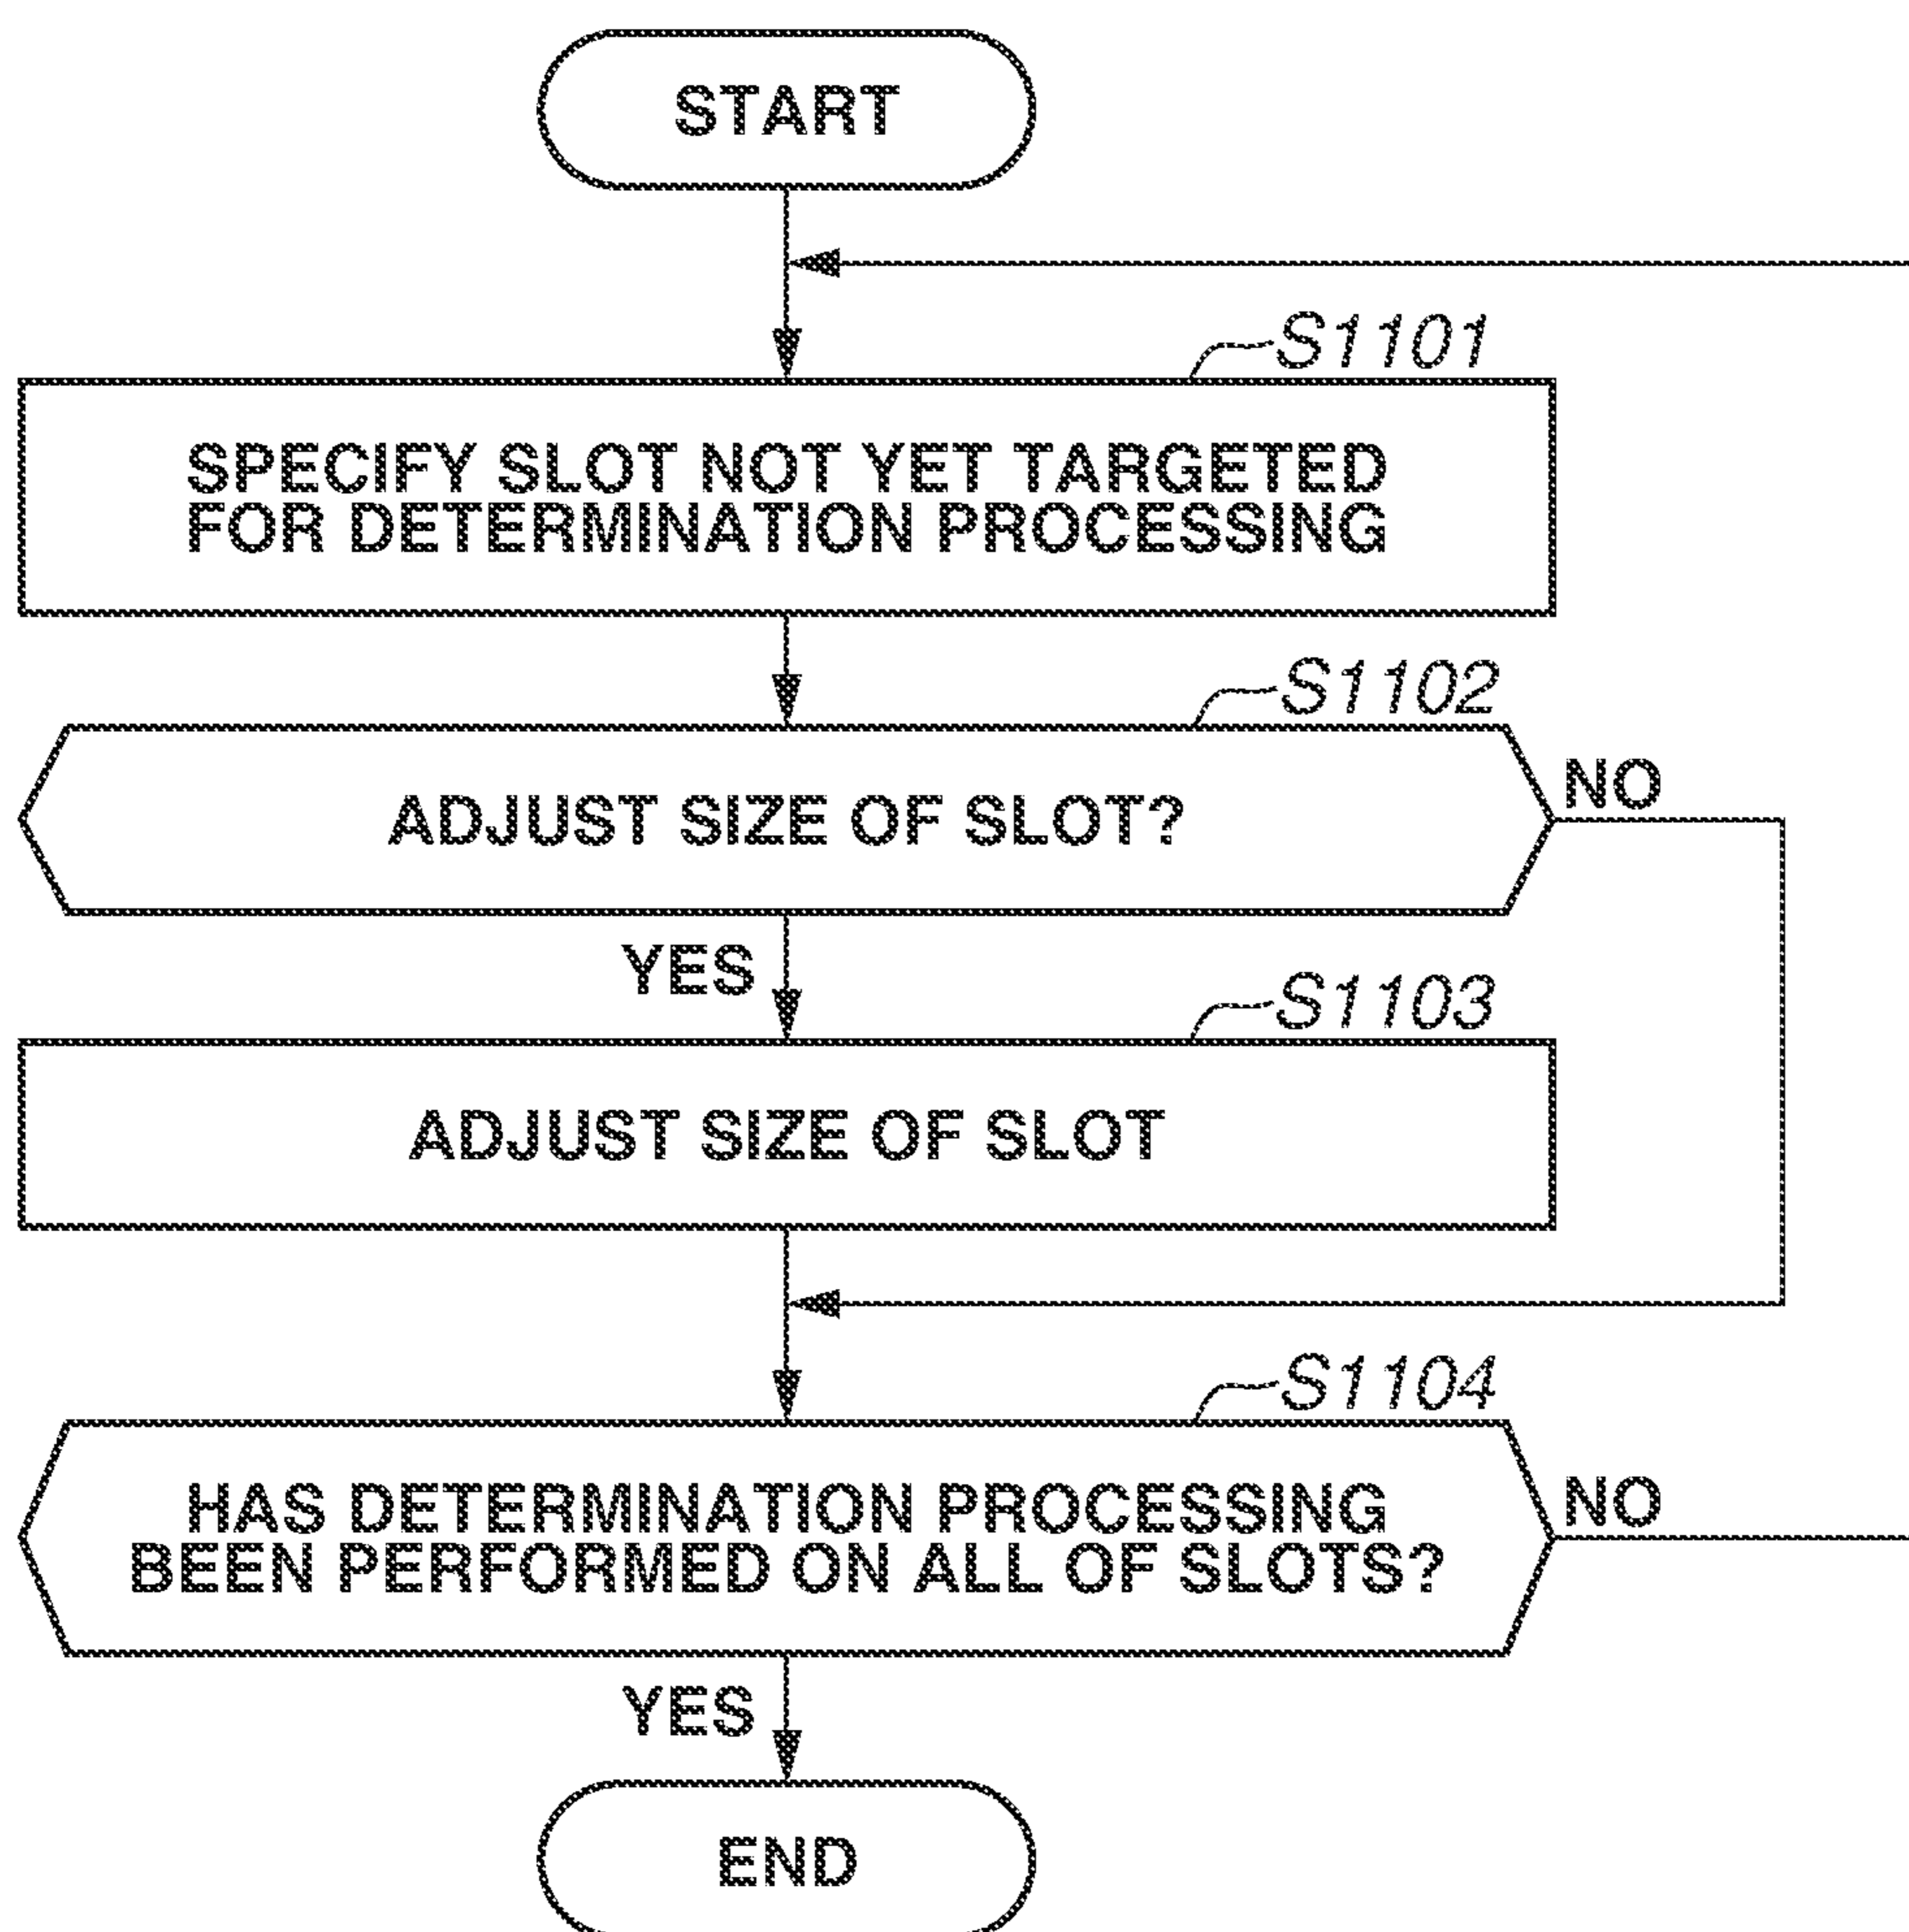 START
S1101
SPECIFY SLOT NOT YET TARGETED
FOR DETERMINATION PROCESSING
S1102
ADJUST SIZE OF SLOT?
NO
YES
S1103
ADJUST SIZE OF SLOT
S1104
HAS DETERMINATION PROCESSING
BEEN PERFORMED ON ALL OF SLOTS?
NO
YES
END